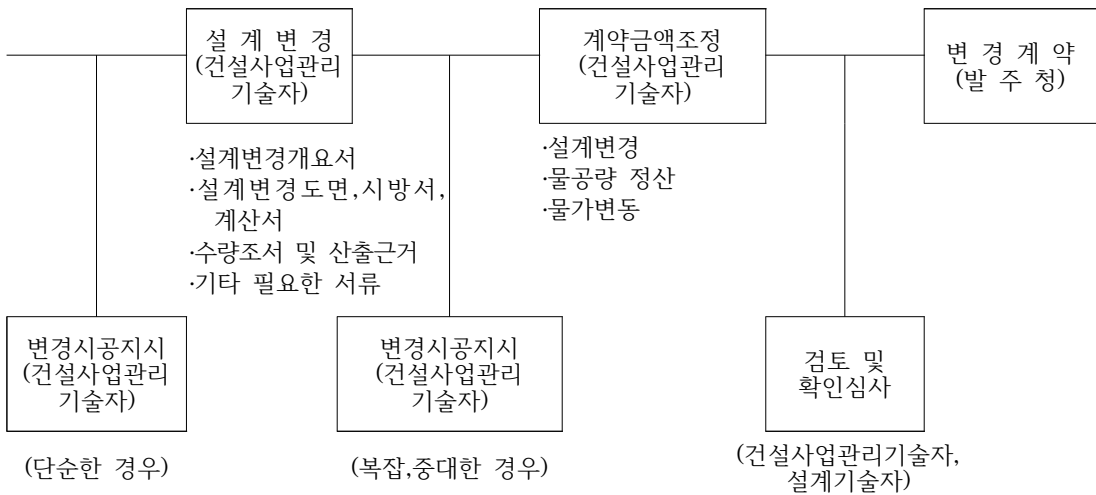 설 계 변 경
(건설사업관리
기술자)
계약금액조정
(건설사업관리
기술자)
변 경 계 약
(발 주 청)
·설계변경개요서
·설계변경도면,시방서,
계산서
·수량조서 및 산출근거
·기타 필요한 서류
·설계변경
·물공량 정산
·물가변동
변경시공지시
(건설사업관리
기술자)
변경시공지시
(건설사업관리
기술자)
검토 및
확인심사
(단순한 경우)
(복잡,중대한 경우)
(건설사업관리기술자,
설계기술자)